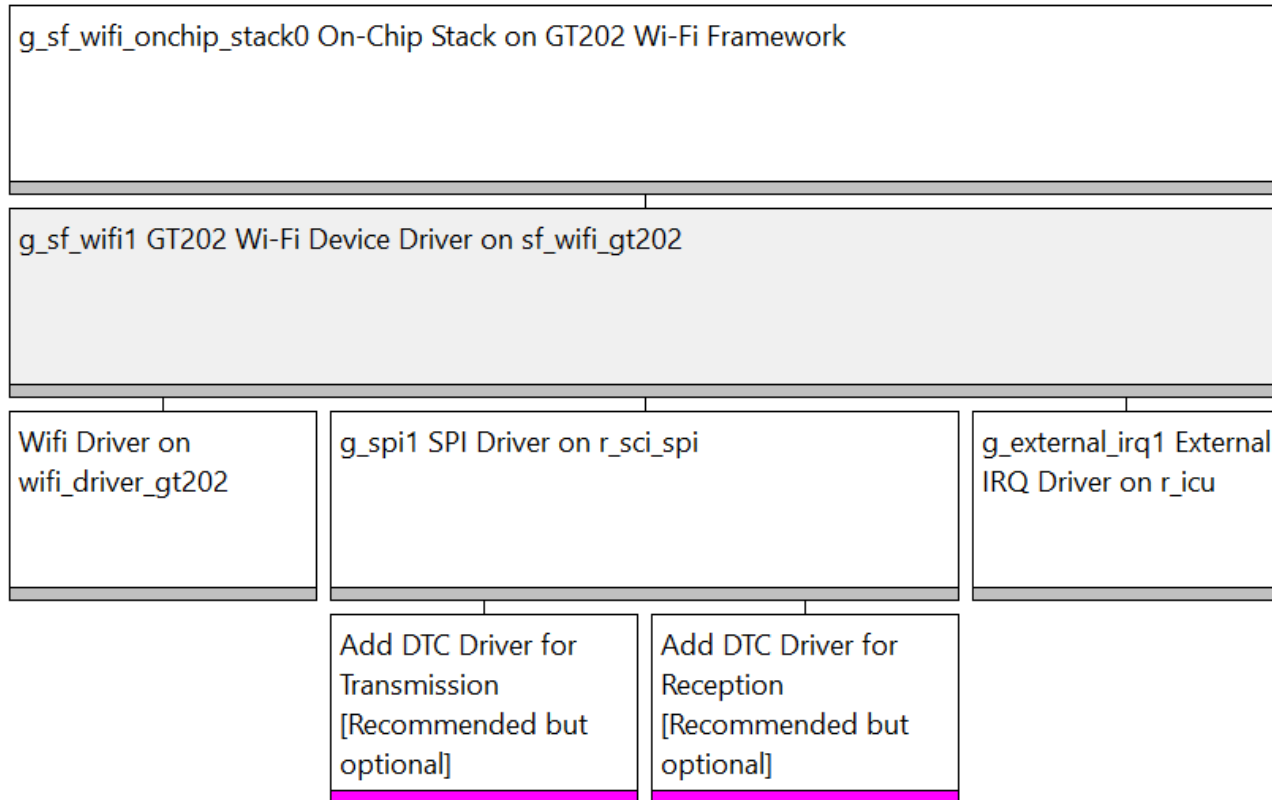 g_sf_wifi_onchip_stack0 On-Chip Stack on GT202 Wi-Fi Framework
g_sf_wifi1 GT202 Wi-Fi Device Driver on sf_wifi_gt202
Wifi Driver on
wifi_driver_gt202
g_spi1 SPI Driver on r_sci_spi
g_external_irq1 External
IRQ Driver on r_icu
Add DTC Driver for
Transmission
[Recommended but
optional]
Add DTC Driver for
Reception
[Recommended but
optional]